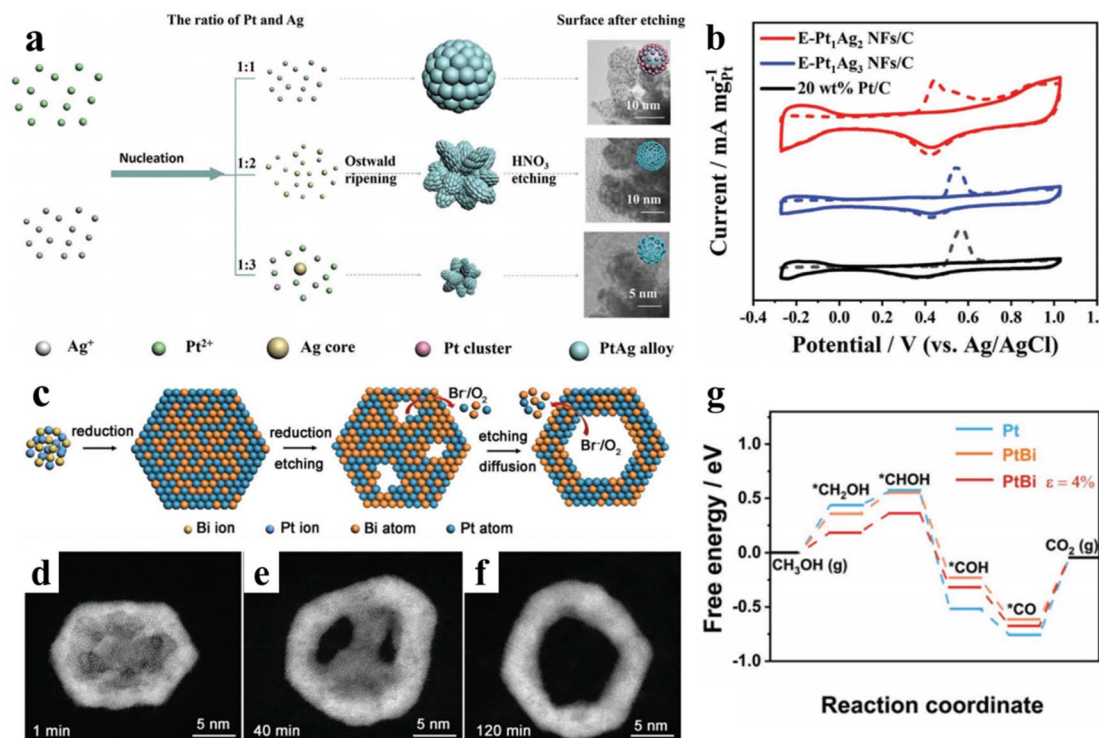 a
The ratio of Pt and Ag
Surface after etching
1:1
10 nm
Nucleation
1:2
Ostwald
ripening
HNO₃
etching
10 nm
1:3
5 nm
Ag⁺
Pt²⁺
Ag core
Pt cluster
PtAg alloy
b
E-Pt₁Ag₂ NFs/C
E-Pt₁Ag₃ NFs/C
20 wt% Pt/C
Current / mA mg⁻¹Pt
-0.4 -0.2 0.0 0.2 0.4 0.6 0.8 1.0
Potential / V (vs. Ag/AgCl)
c
reduction
reduction
etching
Br⁻/O₂
etching
diffusion
Br⁻/O₂
Bi ion
Pt ion
Bi atom
Pt atom
d
1 min
5 nm
e
40 min
5 nm
f
120 min
5 nm
g
Pt
PtBi
PtBi ε = 4%
Free energy / eV
1.0
0.5
0.0
-0.5
-1.0
CH₃OH (g)
*CH₂OH
*CHOH
*COH
*CO
CO₂ (g)
Reaction coordinate